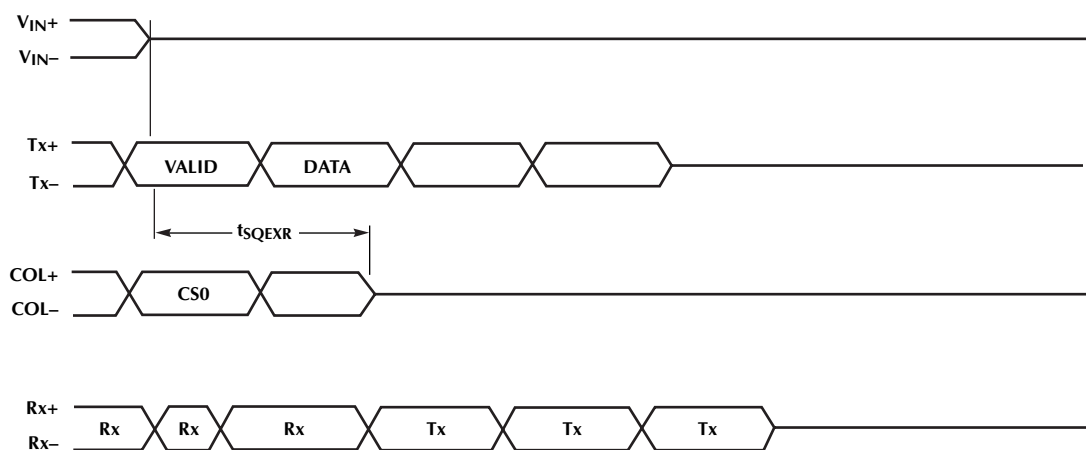 VIN+
VIN–
Tx+
VALID DATA
Tx–
tSQEXR
COL+
CS0
COL–
Rx+
Rx Rx Rx Tx Tx Tx
Rx–